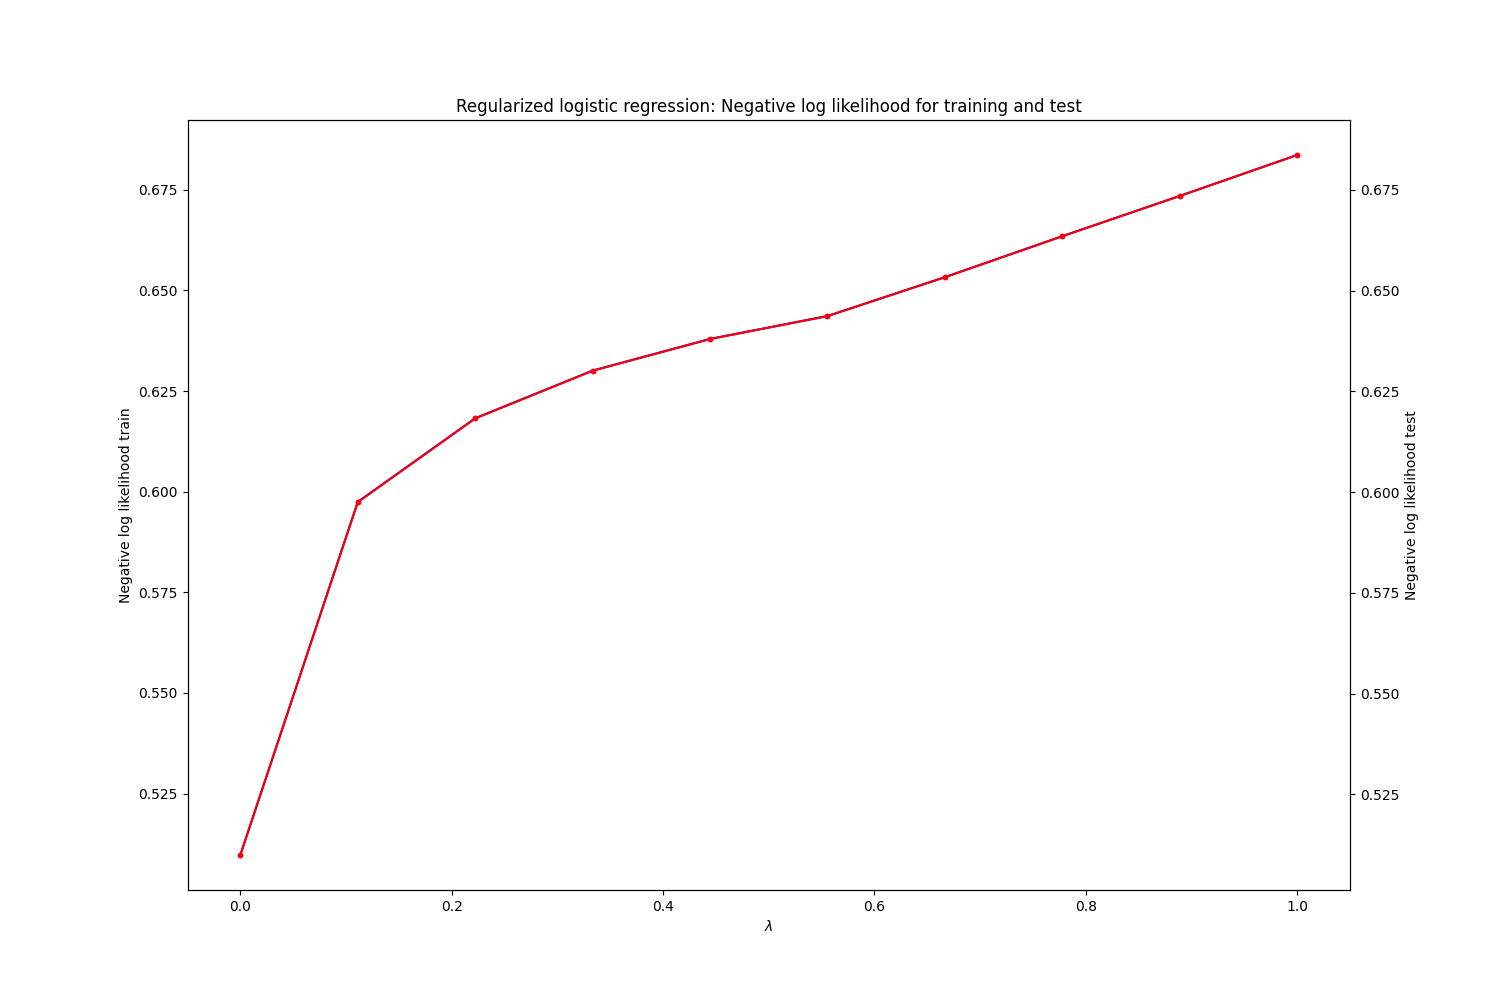 Regularized logistic regression: Negative log likelihood for training and test
0.675
0.650
0.625
0.600
0.575
0.550
0.525
Negative log likelihood train
0.675
0.650
0.625
0.600
0.575
0.550
0.525
Negative log likelihood test
0.0 0.2 0.4 0.6 0.8 1.0
λ